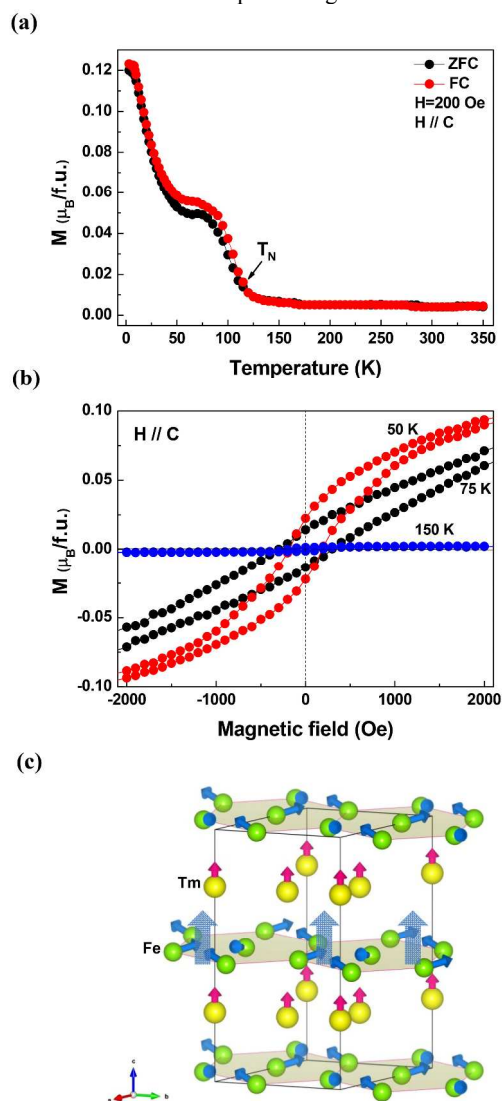 (a)
0.12
0.10
0.08
0.06
0.04
0.02
0.00
M (μB/f.u.)
ZFC
FC
H=200 Oe
H // C
TN
0 50 100 150 200 250 300 350
Temperature (K)
(b)
0.10
0.05
0.00
-0.05
-0.10
M (μB/f.u.)
H // C
50 K
75 K
150 K
-2000 -1000 0 1000 2000
Magnetic field (Oe)
(c)
Tm
Fe
c
a
b